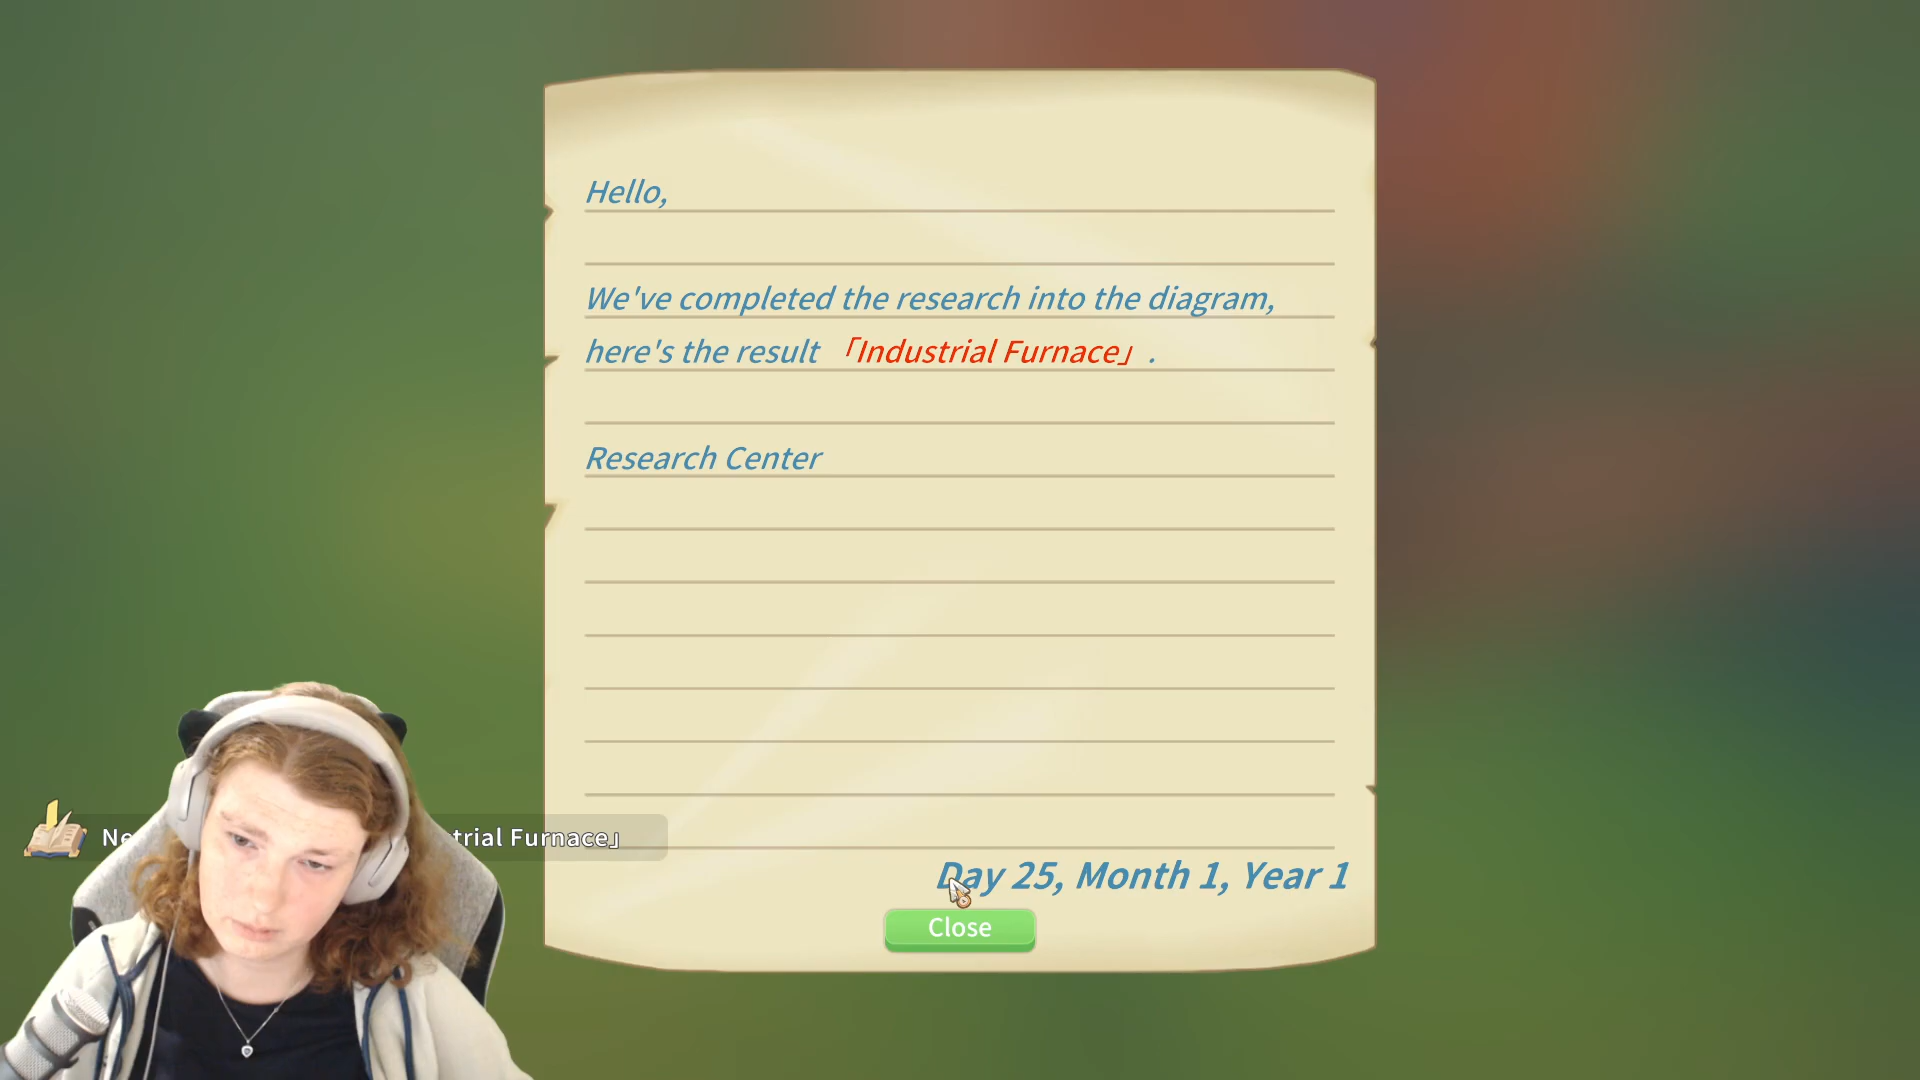 Hello,
We've completed the research into the diagram,
here's the result 「Industrial Furnace」 .
Research Center
trial Furnace」
Day 25, Month 1, Year 1
Close